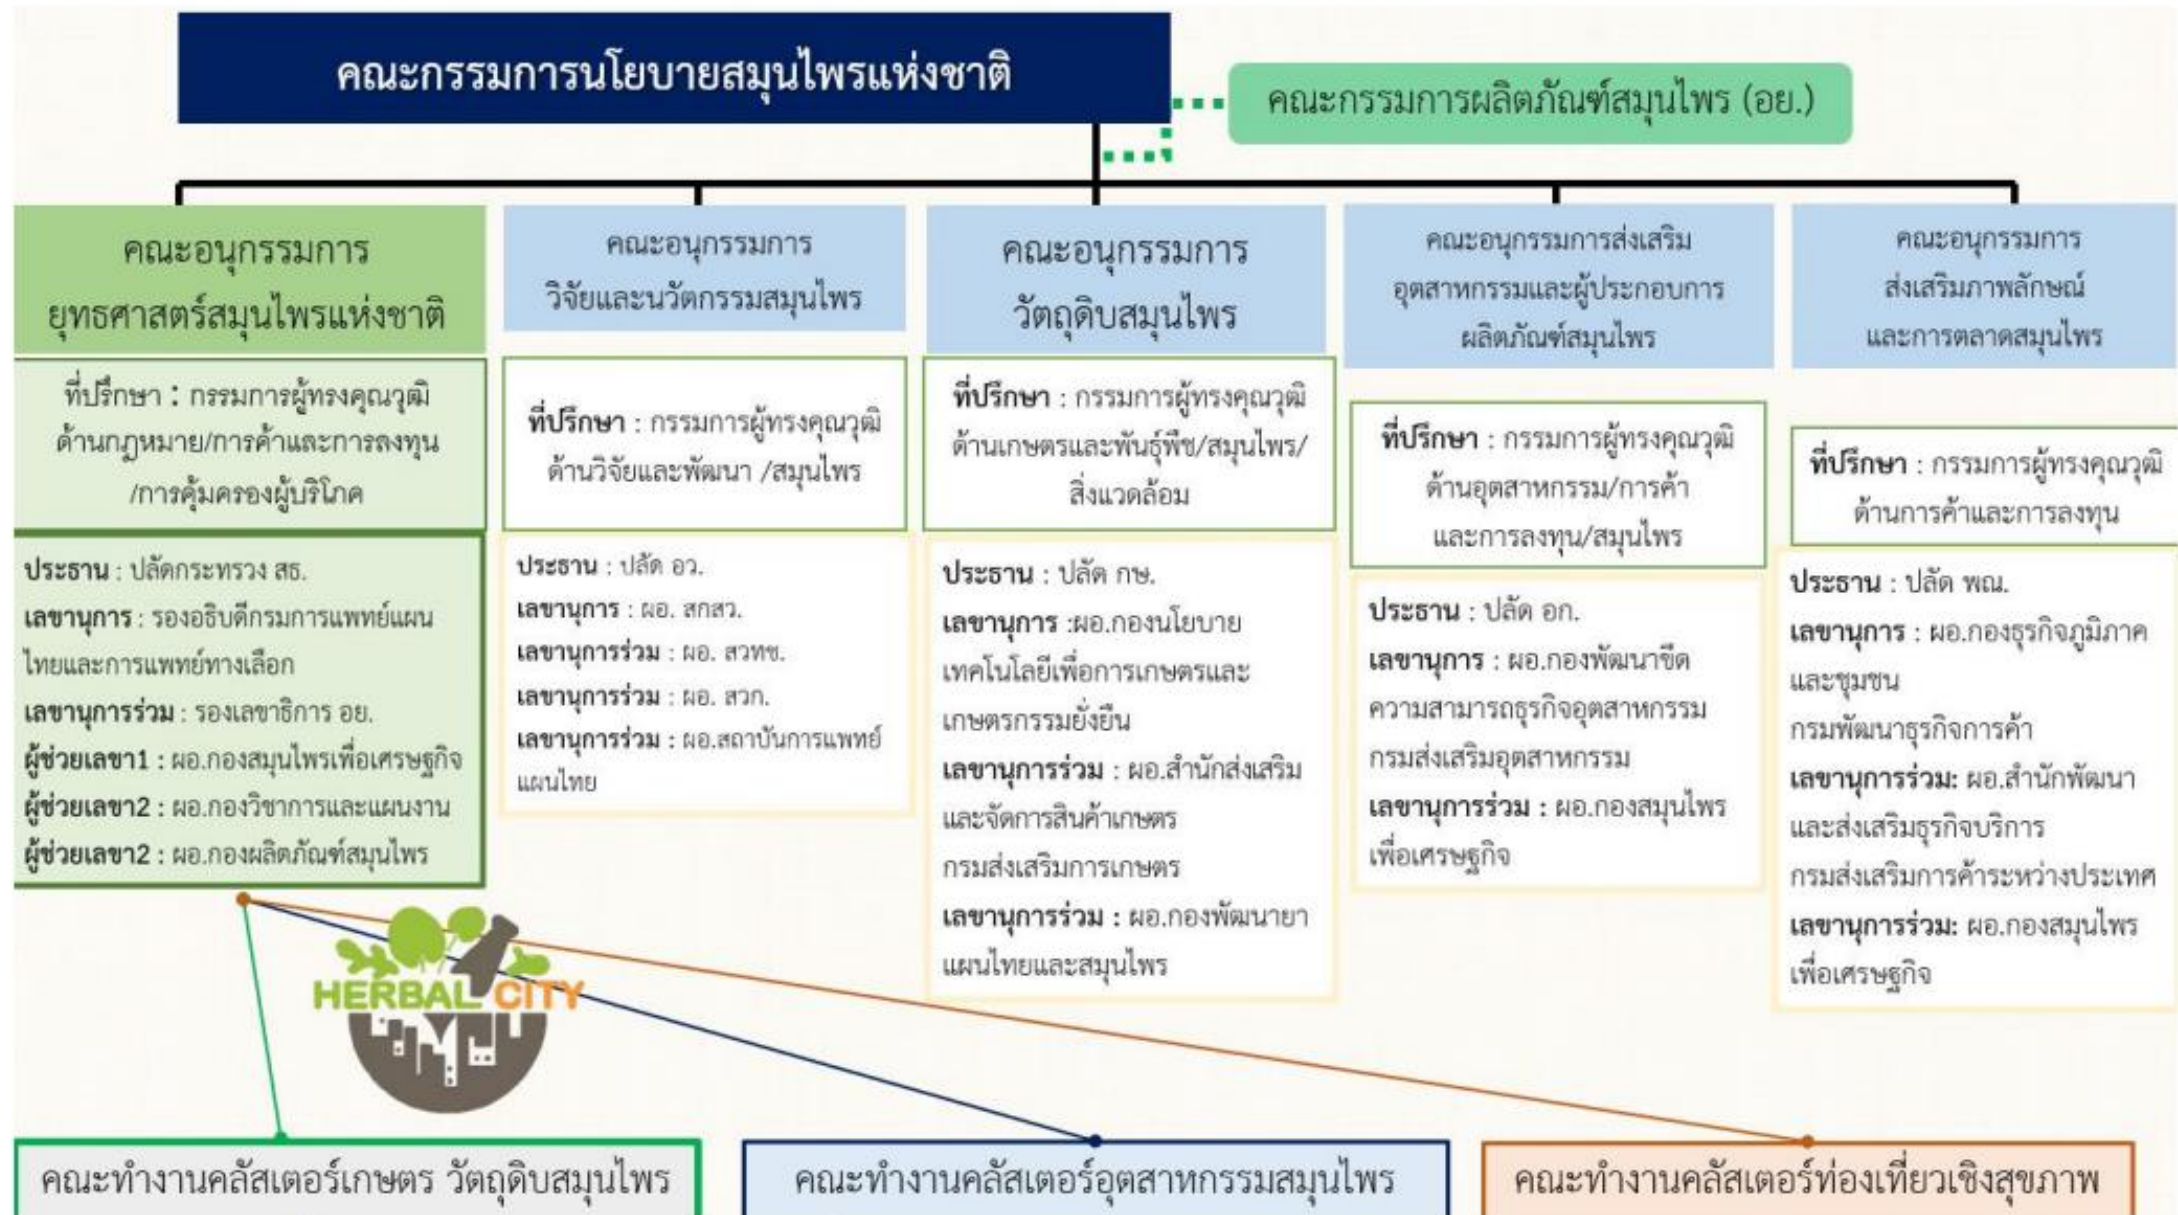 คณะกรรมการนโยบายสมุนไพรแห่งชาติ
คณะกรรมการผลิตภัณฑ์สมุนไพร (อย.)
คณะอนุกรรมการ
ยุทธศาสตร์สมุนไพรแห่งชาติ
ที่ปรึกษา : กรรมการผู้ทรงคุณวุฒิ
ด้านกฎหมาย/การค้าและการลงทุน
/การคุ้มครองผู้บริโภค
ประธาน : ปลัดกระทรวง สธ.
เลขานุการ : รองอธิบดีกรมการแพทย์แผน
ไทยและการแพทย์ทางเลือก
เลขานุการร่วม : รองเลขาธิการ อย.
ผู้ช่วยเลขา1 : ผอ.กองสมุนไพรเพื่อเศรษฐกิจ
ผู้ช่วยเลขา2 : ผอ.กองวิชาการและแผนงาน
ผู้ช่วยเลขา2 : ผอ.กองผลิตภัณฑ์สมุนไพร
คณะอนุกรรมการ
วิจัยและนวัตกรรมสมุนไพร
ที่ปรึกษา : กรรมการผู้ทรงคุณวุฒิ
ด้านวิจัยและพัฒนา /สมุนไพร
ประธาน : ปลัด อว.
เลขานุการ : ผอ. สกสว.
เลขานุการร่วม : ผอ. สวทช.
เลขานุการร่วม : ผอ. สวก.
เลขานุการร่วม : ผอ.สถาบันการแพทย์
แผนไทย
คณะอนุกรรมการ
วัตถุดิบสมุนไพร
ที่ปรึกษา : กรรมการผู้ทรงคุณวุฒิ
ด้านเกษตรและพันธุ์พืช/สมุนไพร/
สิ่งแวดล้อม
ประธาน : ปลัด กษ.
เลขานุการ :ผอ.กองนโยบาย
เทคโนโลยีเพื่อการเกษตรและ
เกษตรกรรมยั่งยืน
เลขานุการร่วม : ผอ.สำนักส่งเสริม
และจัดการสินค้าเกษตร
กรมส่งเสริมการเกษตร
เลขานุการร่วม : ผอ.กองพัฒนายา
แผนไทยและสมุนไพร
คณะอนุกรรมการส่งเสริม
อุตสาหกรรมและผู้ประกอบการ
ผลิตภัณฑ์สมุนไพร
ที่ปรึกษา : กรรมการผู้ทรงคุณวุฒิ
ด้านอุตสาหกรรม/การค้า
และการลงทุน/สมุนไพร
ประธาน : ปลัด อก.
เลขานุการ : ผอ.กองพัฒนาขีด
ความสามารถธุรกิจอุตสาหกรรม
กรมส่งเสริมอุตสาหกรรม
เลขานุการร่วม : ผอ.กองสมุนไพร
เพื่อเศรษฐกิจ
คณะอนุกรรมการ
ส่งเสริมภาพลักษณ์
และการตลาดสมุนไพร
ที่ปรึกษา : กรรมการผู้ทรงคุณวุฒิ
ด้านการค้าและการลงทุน
ประธาน : ปลัด พณ.
เลขานุการ : ผอ.กองธุรกิจภูมิภาค
และชุมชน
กรมพัฒนาธุรกิจการค้า
เลขานุการร่วม: ผอ.สำนักพัฒนา
และส่งเสริมธุรกิจบริการ
กรมส่งเสริมการค้าระหว่างประเทศ
เลขานุการร่วม: ผอ.กองสมุนไพร
เพื่อเศรษฐกิจ
HERBAL CITY
คณะทำงานคลัสเตอร์เกษตร วัตถุดิบสมุนไพร
คณะทำงานคลัสเตอร์อุตสาหกรรมสมุนไพร
คณะทำงานคลัสเตอร์ท่องเที่ยวเชิงสุขภาพ